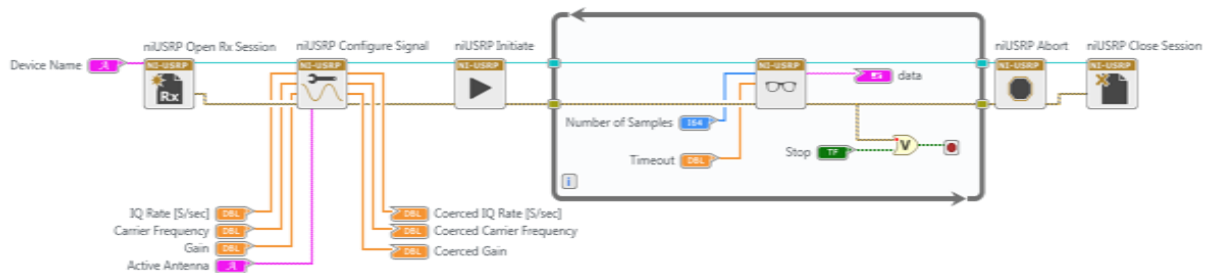 niUSRP Open Rx Session
niUSRP Configure Signal
niUSRP Initiate
niUSRP Abort
niUSRP Close Session
Device Name
NI-USRP
Rx
NI-USRP
NI-USRP
NI-USRP
NI-USRP
NI-USRP
data
Number of Samples
I64
Timeout
DBL
Stop
TF
V
i
IQ Rate [S/sec]
DBL
DBL
Coerced IQ Rate [S/sec]
Carrier Frequency
DBL
DBL
Coerced Carrier Frequency
Gain
DBL
DBL
Coerced Gain
Active Antenna